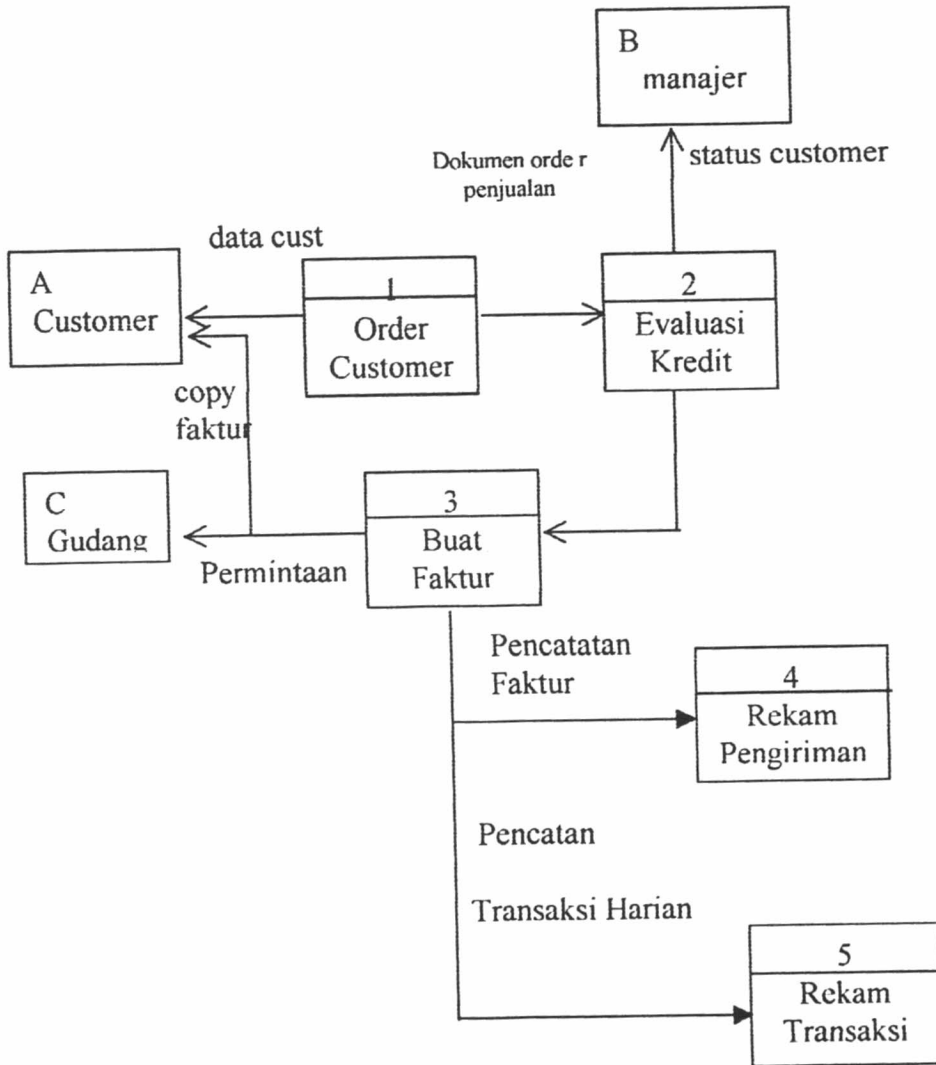 B
manajer
Dokumen orde r
penjualan
status customer
data cust
A
Customer
1
Order
Customer
2
Evaluasi
Kredit
copy
faktur
C
Gudang
Permintaan
3
Buat
Faktur
Pencatatan
Faktur
4
Rekam
Pengiriman
Pencatan
Transaksi Harian
5
Rekam
Transaksi